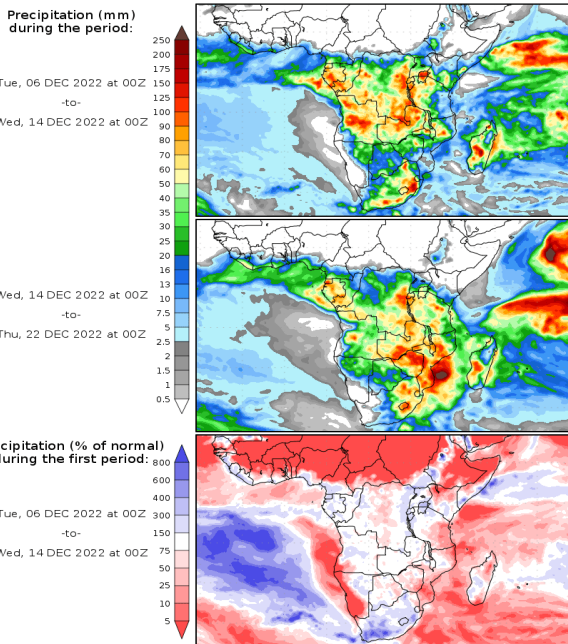 Precipitation (mm)
during the period:
Tue, 06 DEC 2022 at 00Z
-to-
Wed, 14 DEC 2022 at 00Z
250
200
175
150
125
100
90
80
70
60
50
40
35
30
25
20
16
13
10
7.5
5
2.5
2
1.5
1
0.5
Wed, 14 DEC 2022 at 00Z
-to-
Thu, 22 DEC 2022 at 00Z
cipitation (% of normal)
during the first period:
800
600
400
300
150
75
50
25
10
5
Tue, 06 DEC 2022 at 00Z
-to-
Wed, 14 DEC 2022 at 00Z